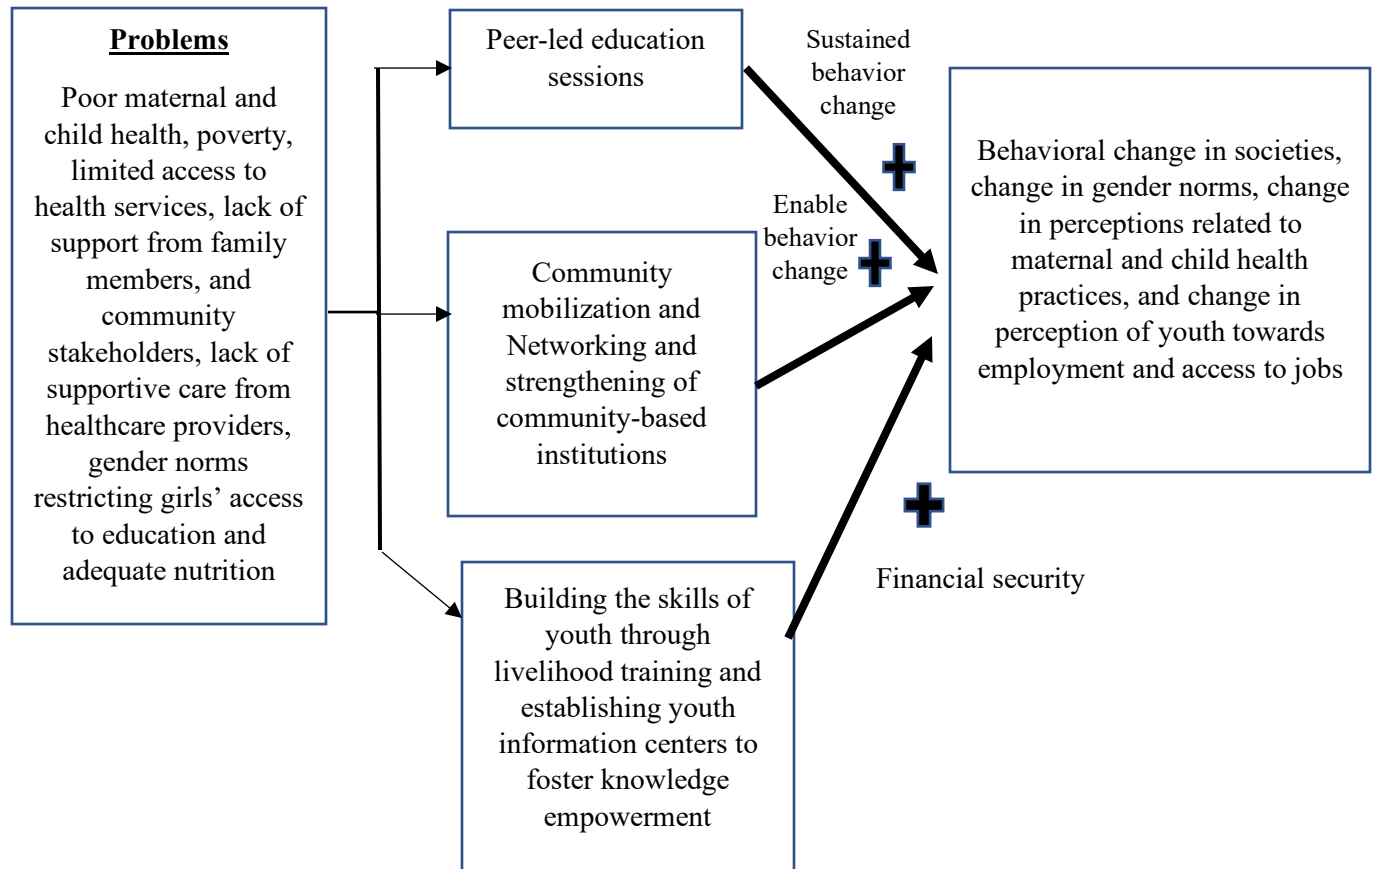 Problems
Poor maternal and
child health, poverty,
limited access to
health services, lack of
support from family
members, and
community
stakeholders, lack of
supportive care from
healthcare providers,
gender norms
restricting girls’ access
to education and
adequate nutrition
Peer-led education
sessions
Community
mobilization and
Networking and
strengthening of
community-based
institutions
Building the skills of
youth through
livelihood training and
establishing youth
information centers to
foster knowledge
empowerment
Sustained
behavior
change
Enable
behavior
change
Financial security
Behavioral change in societies,
change in gender norms, change
in perceptions related to
maternal and child health
practices, and change in
perception of youth towards
employment and access to jobs